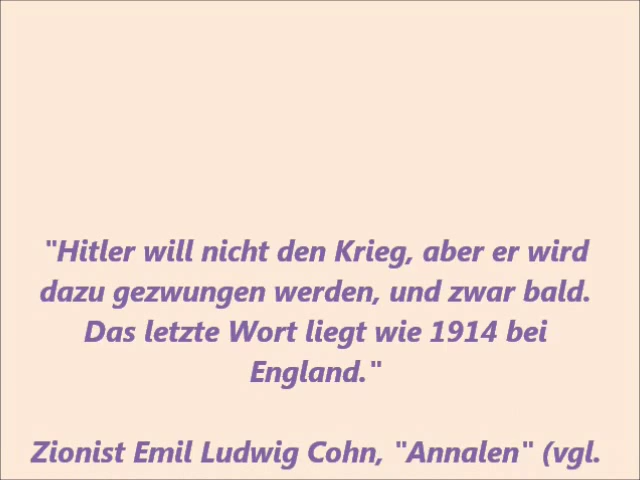 "Hitler will nicht den Krieg, aber er wird
dazu gezwungen werden, und zwar bald.
Das letzte Wort liegt wie 1914 bei
England."
Zionist Emil Ludwig Cohn, "Annalen" (vgl.